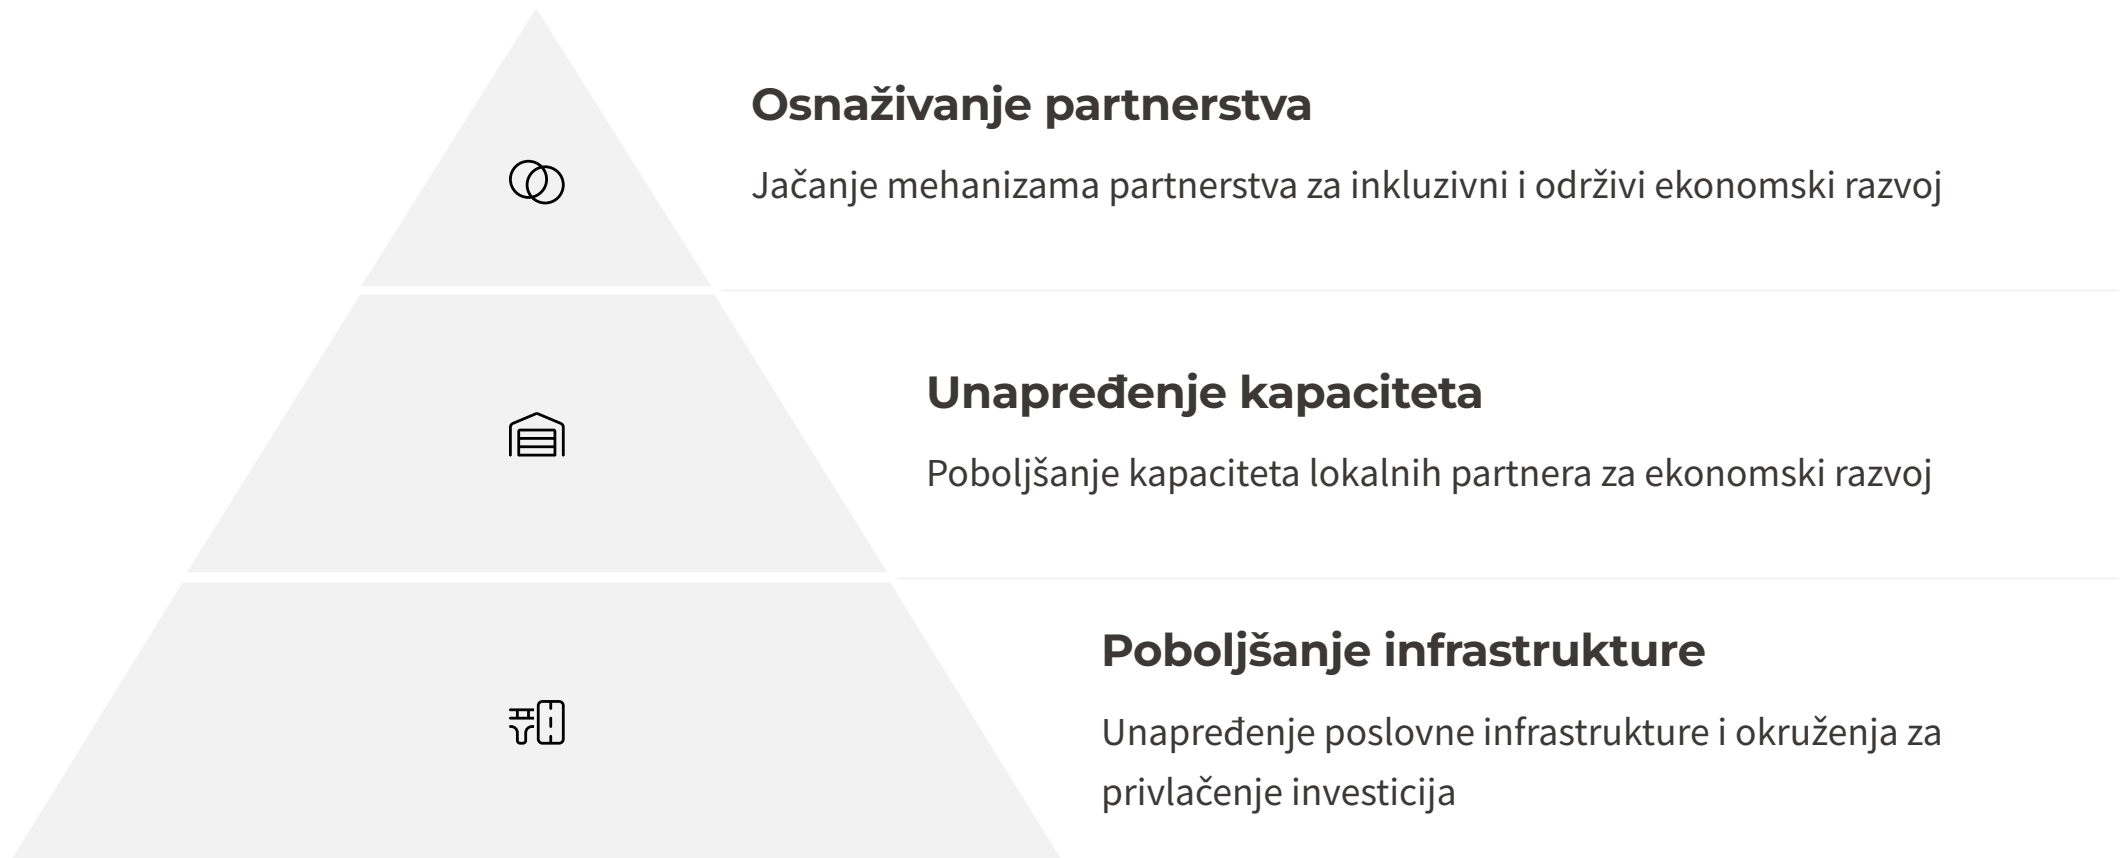 Osnaživanje partnerstva
Jačanje mehanizama partnerstva za inkluzivni i održivi ekonomski razvoj
Unapređenje kapaciteta
Poboljšanje kapaciteta lokalnih partnera za ekonomski razvoj
Poboljšanje infrastrukture
Unapređenje poslovne infrastrukture i okruženja za
privlačenje investicija